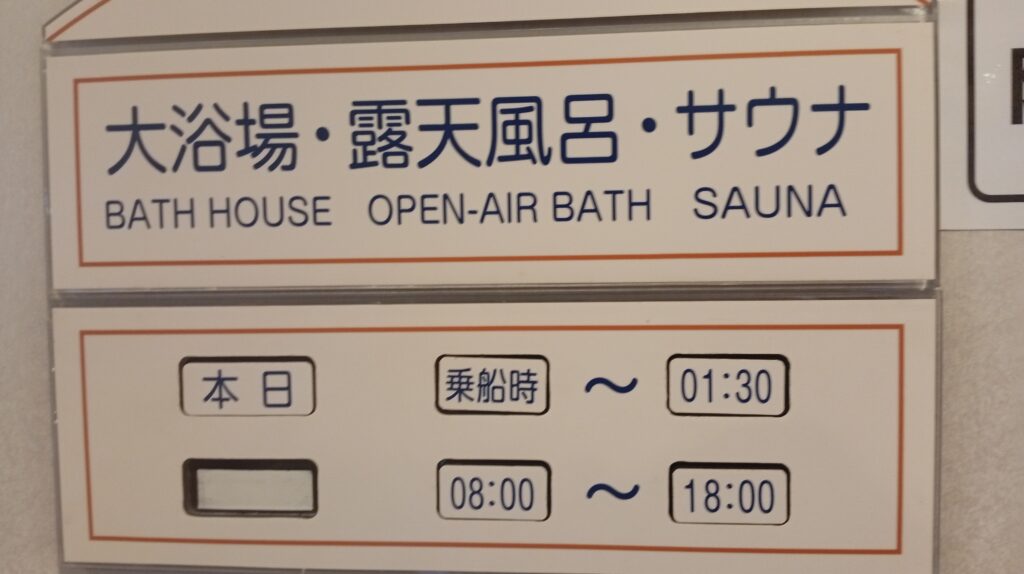 大浴場・露天風呂・サウナ
BATH HOUSE OPEN-AIR BATH SAUNA
本日 乗船時 ～ 01:30
08:00 ～ 18:00